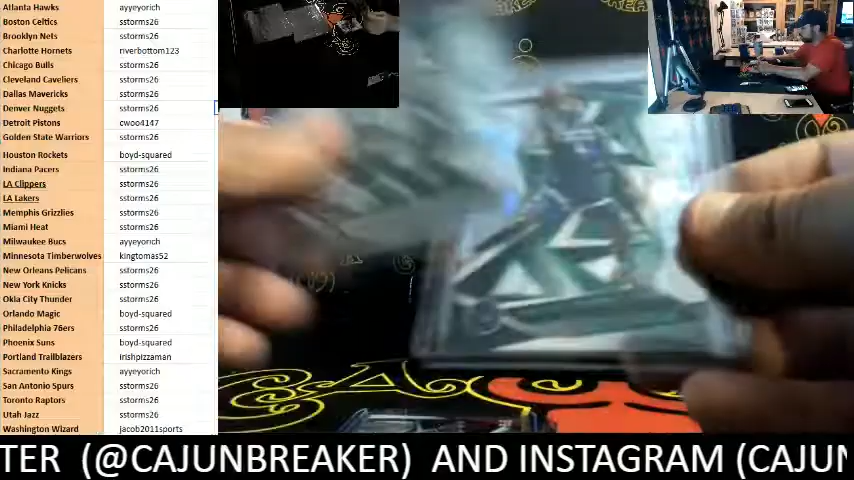 Atlanta Hawks ayyeyorich
Boston Celtics sstorms26
Brooklyn Nets sstorms26
Charlotte Hornets riverbottom123
Chicago Bulls sstorms26
Cleveland Cavaliers sstorms26
Dallas Mavericks sstorms26
Denver Nuggets sstorms26
Detroit Pistons cwoo4147
Golden State Warriors sstorms26
Houston Rockets boyd-squared
Indiana Pacers sstorms26
LA Clippers sstorms26
LA Lakers sstorms26
Memphis Grizzlies sstorms26
Miami Heat sstorms26
Milwaukee Bucs ayyeyorich
Minnesota Timberwolves kingtomas52
New Orleans Pelicans sstorms26
New York Knicks sstorms26
Okla City Thunder sstorms26
Orlando Magic boyd-squared
Philadelphia 76ers sstorms26
Phoenix Suns boyd-squared
Portland Trailblazers irishpizzaman
Sacramento Kings ayyeyorich
San Antonio Spurs sstorms26
Toronto Raptors sstorms26
Utah Jazz sstorms26
Washington Wizard jacob2011sports
TER (@CAJUNBREAKER) AND INSTAGRAM (CAJUN